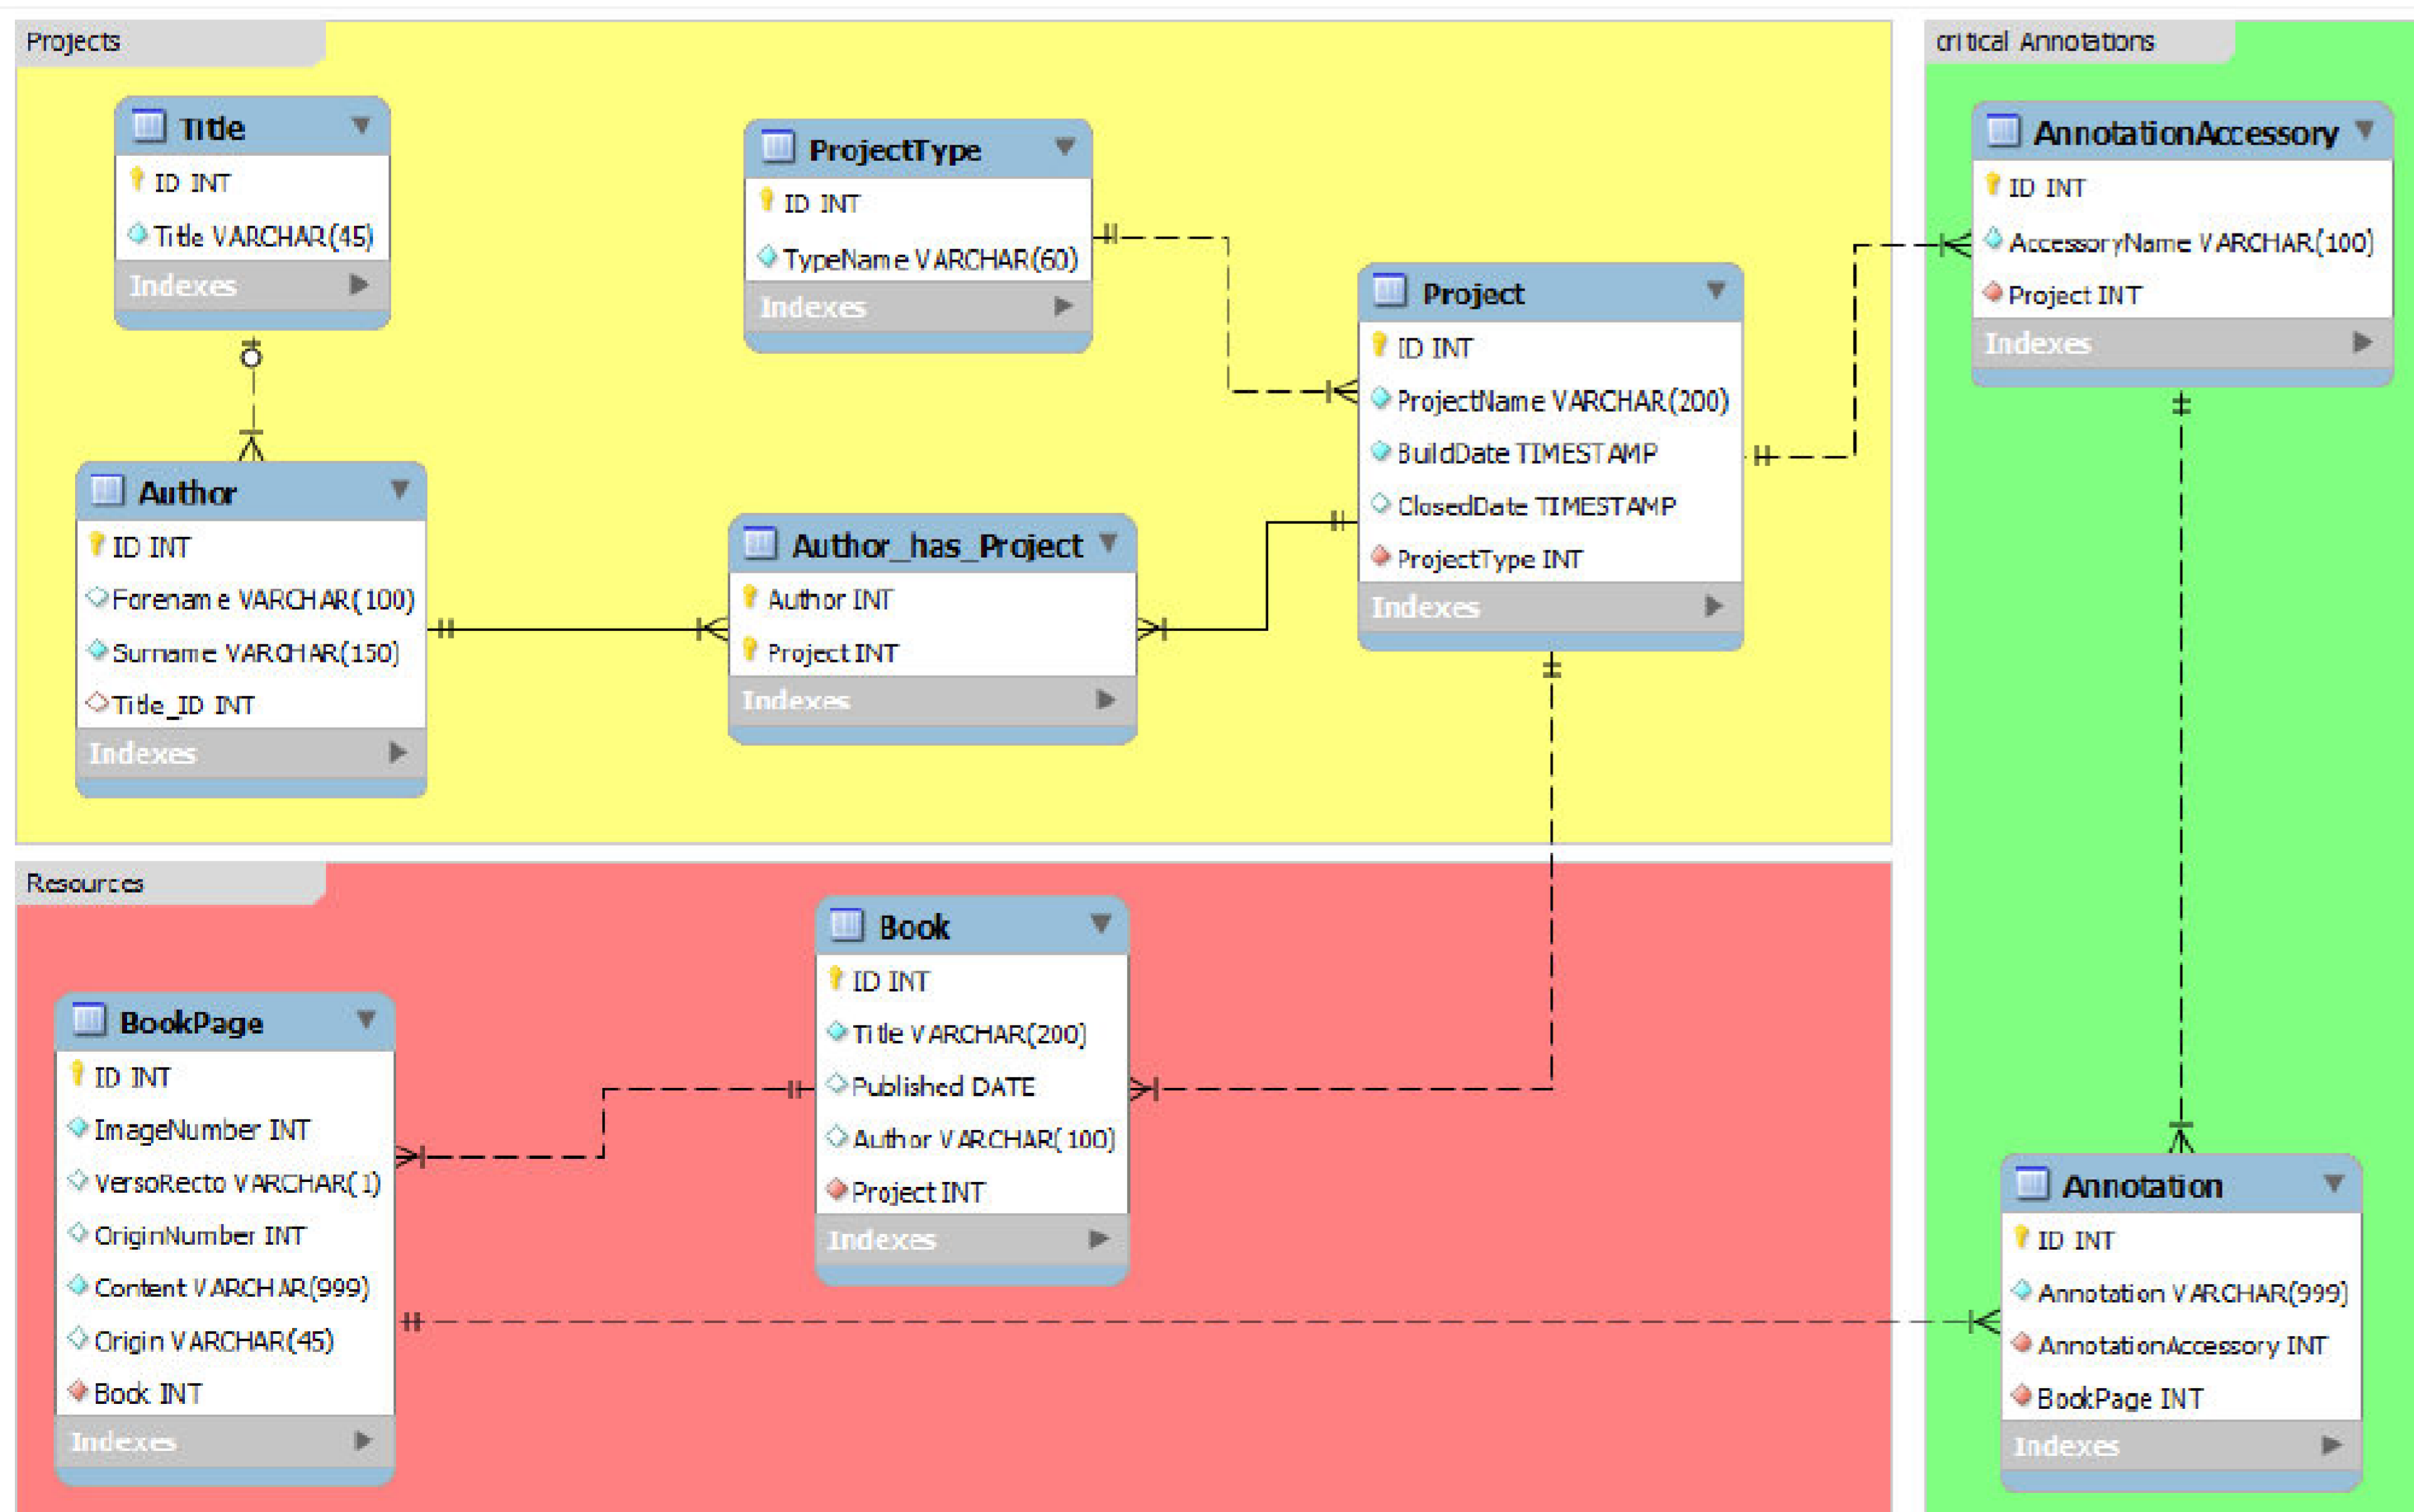 Projects
Title
ID INT
Title VARCHAR(45)
Indexes
ProjectType
ID INT
TypeName VARCHAR(60)
Indexes
Project
ID INT
ProjectName VARCHAR(200)
BuildDate TIMESTAMP
ClosedDate TIMESTAMP
ProjectType INT
Indexes
Author
ID INT
Forename VARCHAR(100)
Surname VARCHAR(150)
Title_ID INT
Indexes
Author_has_Project
Author INT
Project INT
Indexes
critical Annotations
AnnotationAccessory
ID INT
AccessoryName VARCHAR(100)
Project INT
Indexes
Resources
Book
ID INT
Title VARCHAR(200)
Published DATE
Author VARCHAR(100)
Project INT
Indexes
BookPage
ID INT
ImageNumber INT
VersoRecto VARCHAR(1)
OriginNumber INT
Content VARCHAR(999)
Origin VARCHAR(45)
Book INT
Indexes
Annotation
ID INT
Annotation VARCHAR(999)
AnnotationAccessory INT
BookPage INT
Indexes